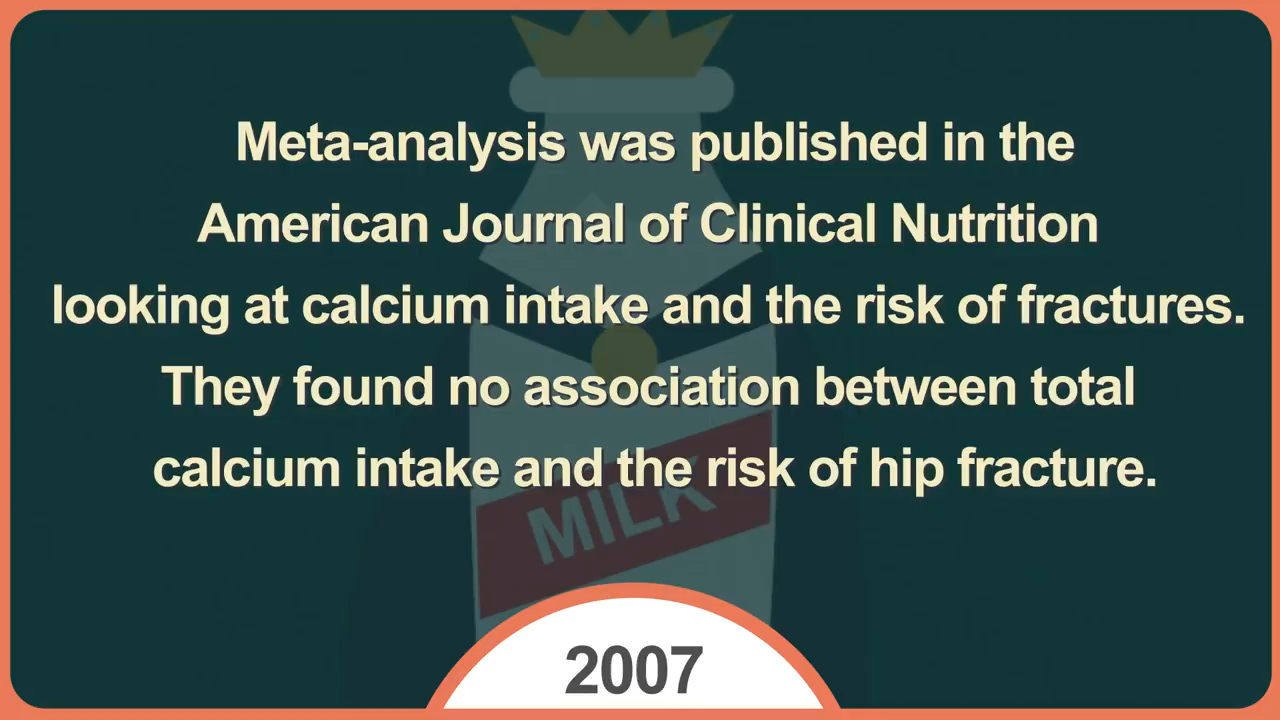 Meta-analysis was published in the
American Journal of Clinical Nutrition
looking at calcium intake and the risk of fractures.
They found no association between total
calcium intake and the risk of hip fracture.
MILK
2007